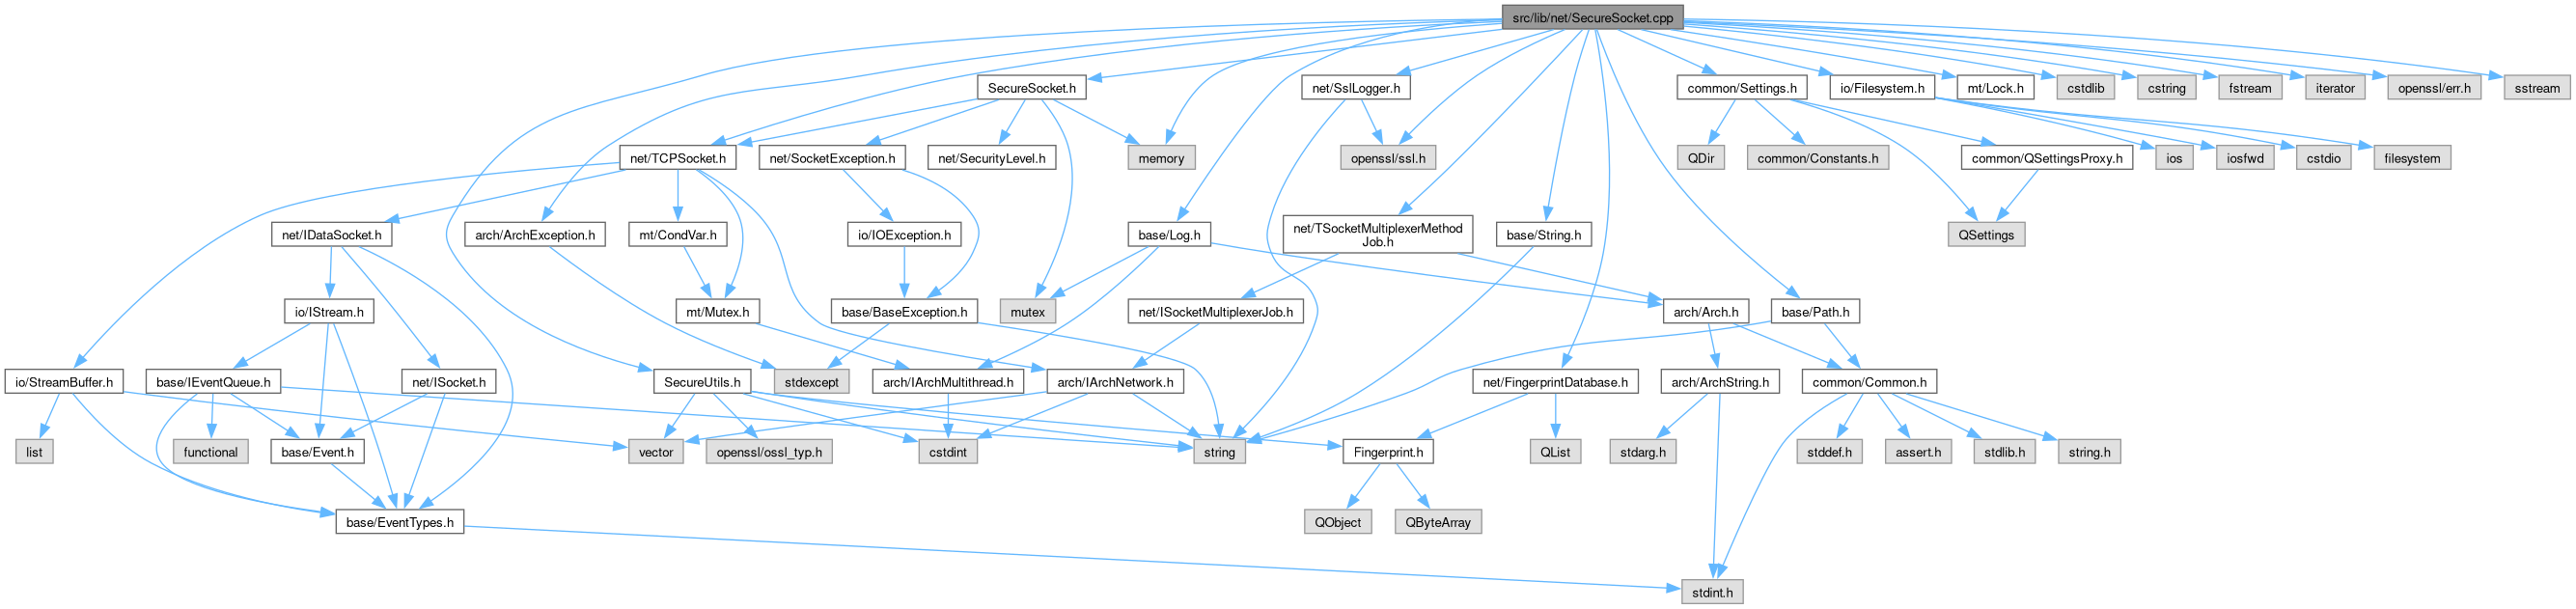 src/lib/net/SecureSocket.cpp
SecureSocket.h
net/SslLogger.h
common/Settings.h
io/Filesystem.h
mt/Lock.h
cstdlib
cstring
fstream
iterator
openssl/err.h
sstream
net/TCPSocket.h
net/SocketException.h
net/SecurityLevel.h
memory
openssl/ssl.h
QDir
common/Constants.h
common/QSettingsProxy.h
ios
iosfwd
cstdio
filesystem
net/IDataSocket.h
arch/ArchException.h
mt/CondVar.h
io/IOException.h
base/Log.h
net/TSocketMultiplexerMethod
Job.h
base/String.h
QSettings
io/IStream.h
mt/Mutex.h
base/BaseException.h
mutex
net/ISocketMultiplexerJob.h
arch/Arch.h
base/Path.h
io/StreamBuffer.h
base/IEventQueue.h
net/ISocket.h
SecureUtils.h
stdexcept
arch/IArchMultithread.h
arch/IArchNetwork.h
net/FingerprintDatabase.h
arch/ArchString.h
common/Common.h
list
functional
base/Event.h
vector
openssl/ossl_typ.h
cstdint
string
Fingerprint.h
QList
stdarg.h
stddef.h
assert.h
stdlib.h
string.h
base/EventTypes.h
QObject
QByteArray
stdint.h